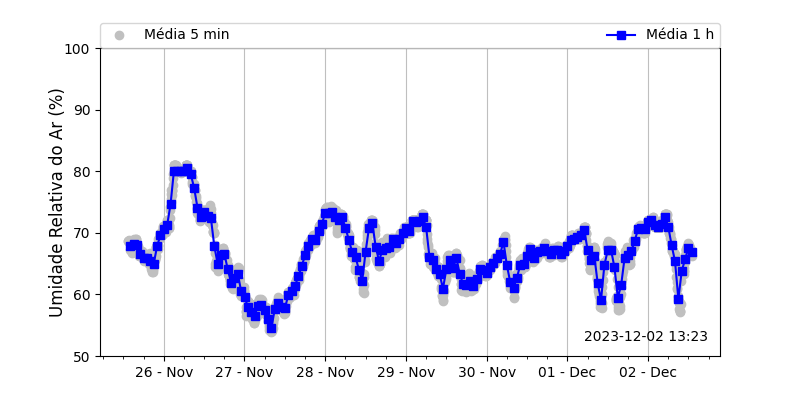 Média 5 min Média 1 h
Umidade Relativa do Ar (%)
100
90
80
70
60
50
2023-12-02 13:23
26 - Nov 27 - Nov 28 - Nov 29 - Nov 30 - Nov 01 - Dec 02 - Dec